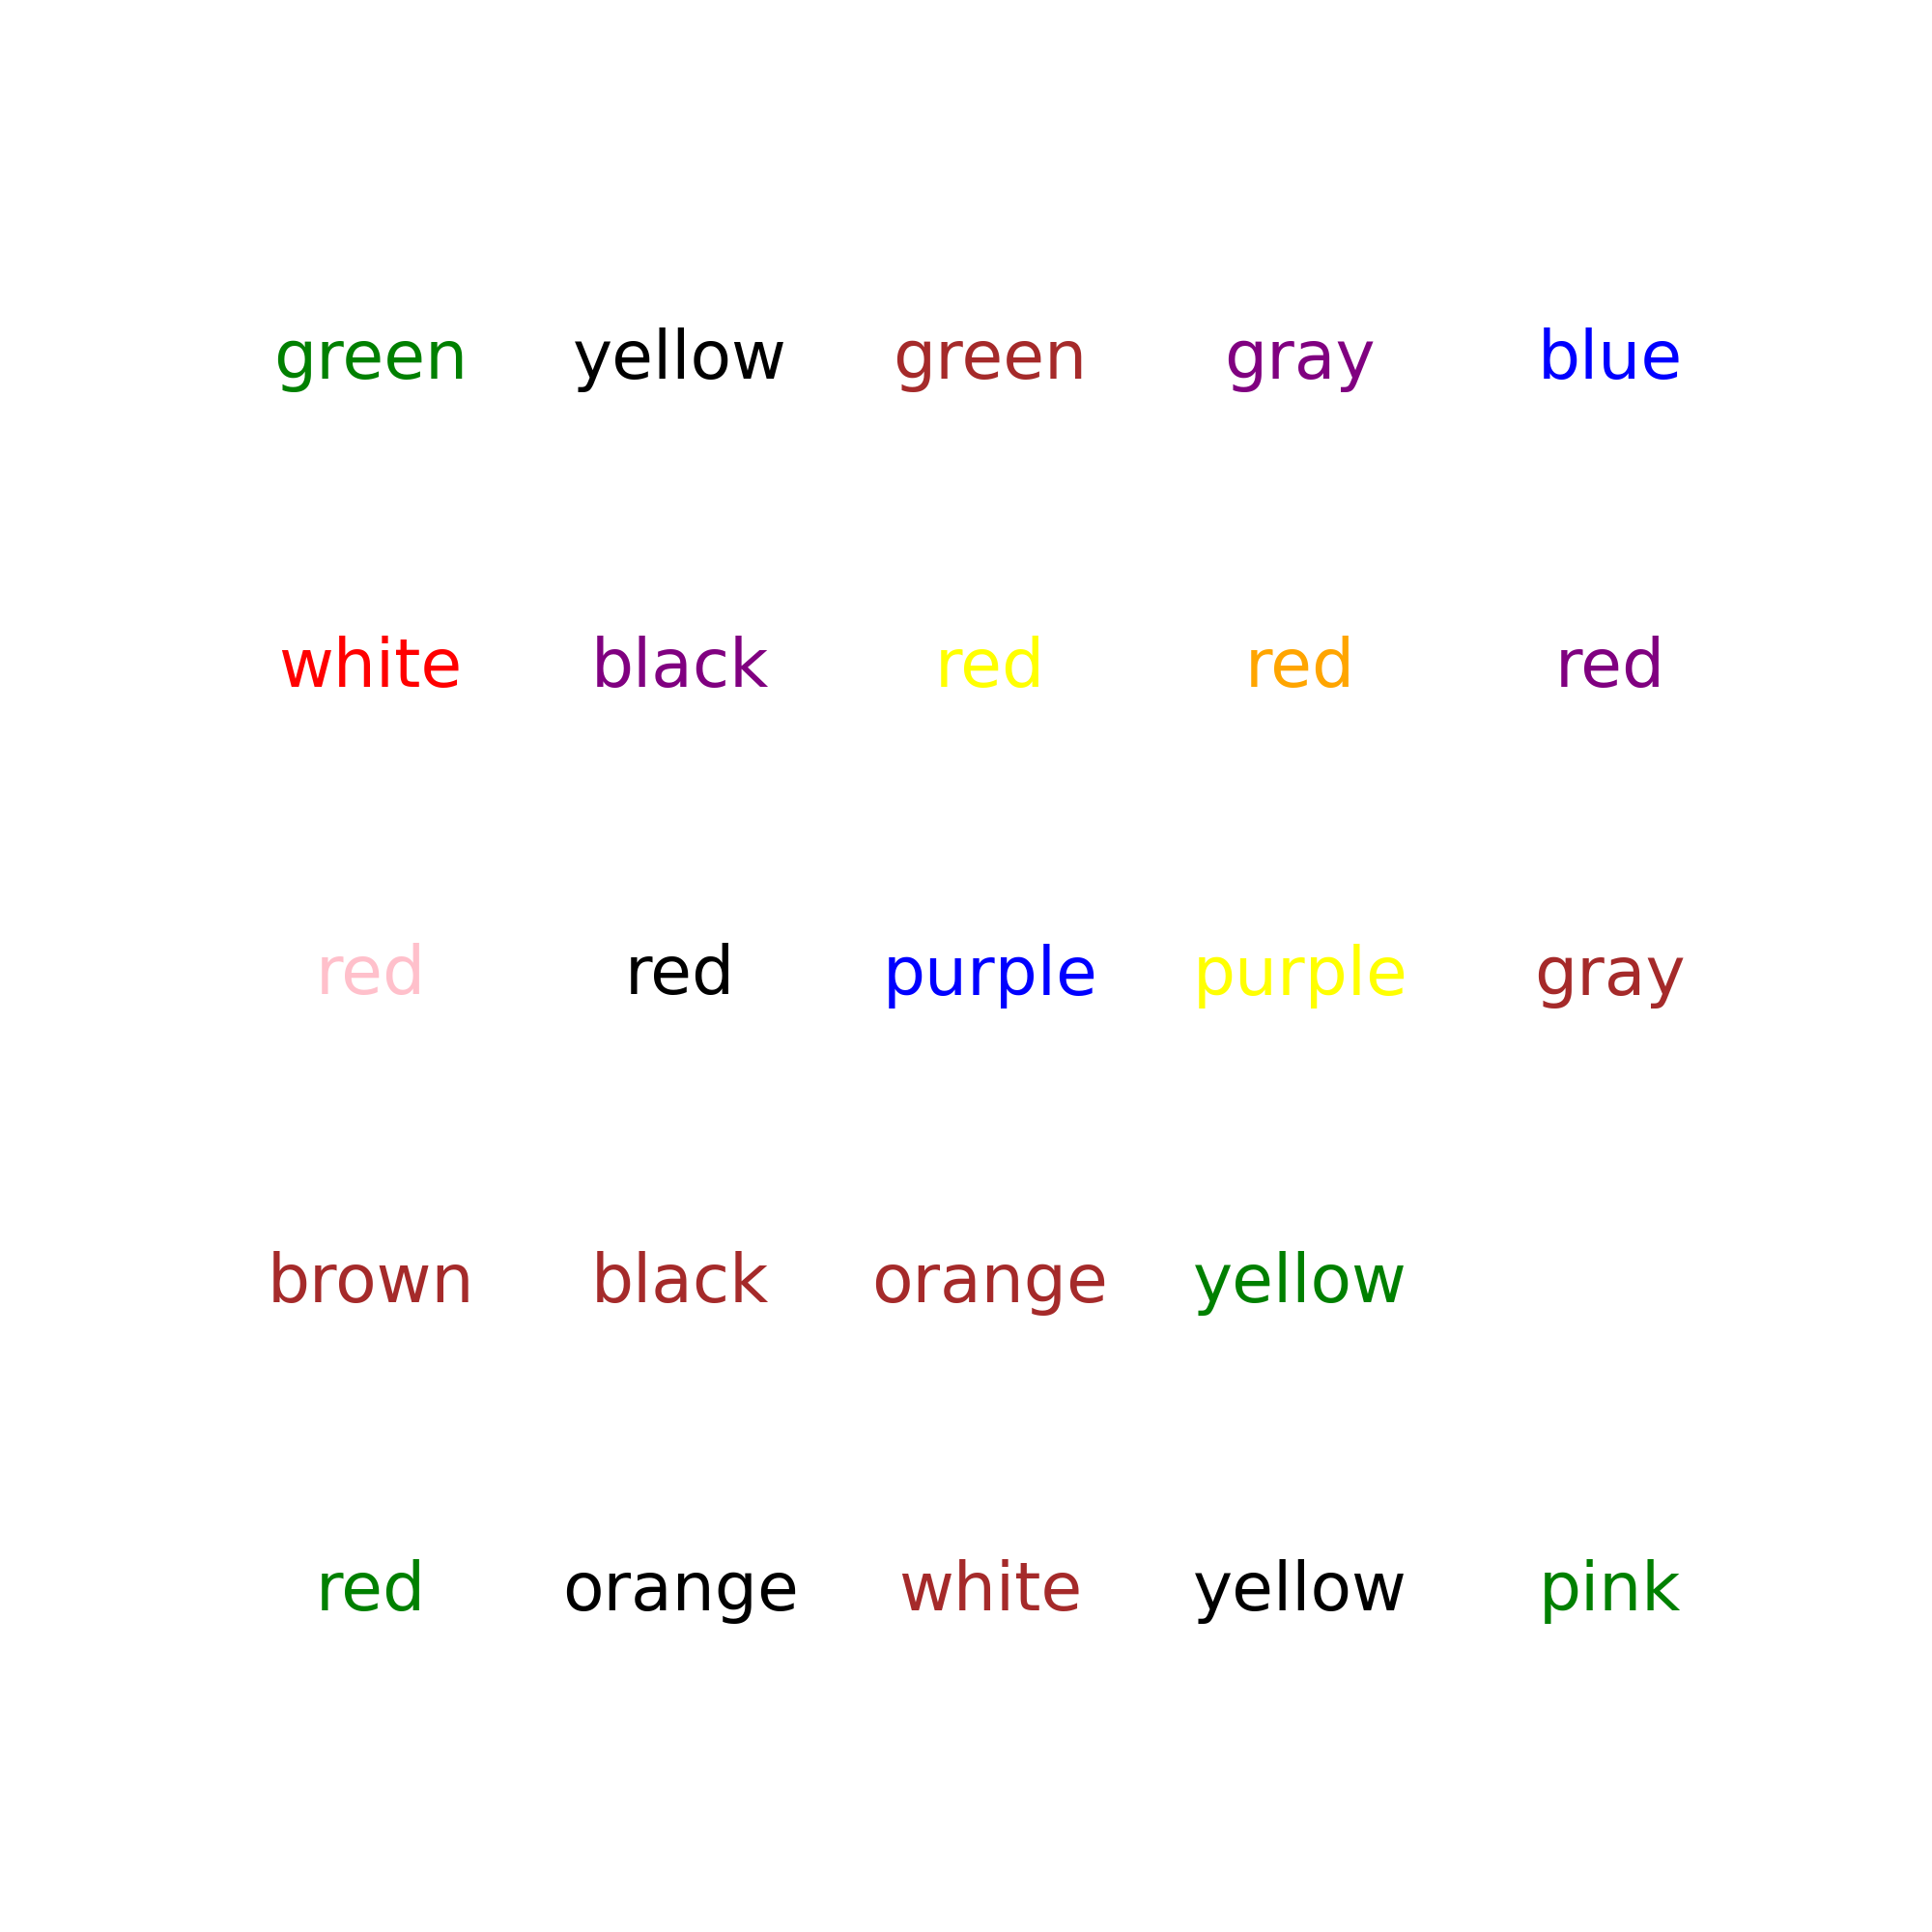 green yellow green gray blue
white black red red red
red red purple purple gray
brown black orange yellow
red orange white yellow pink